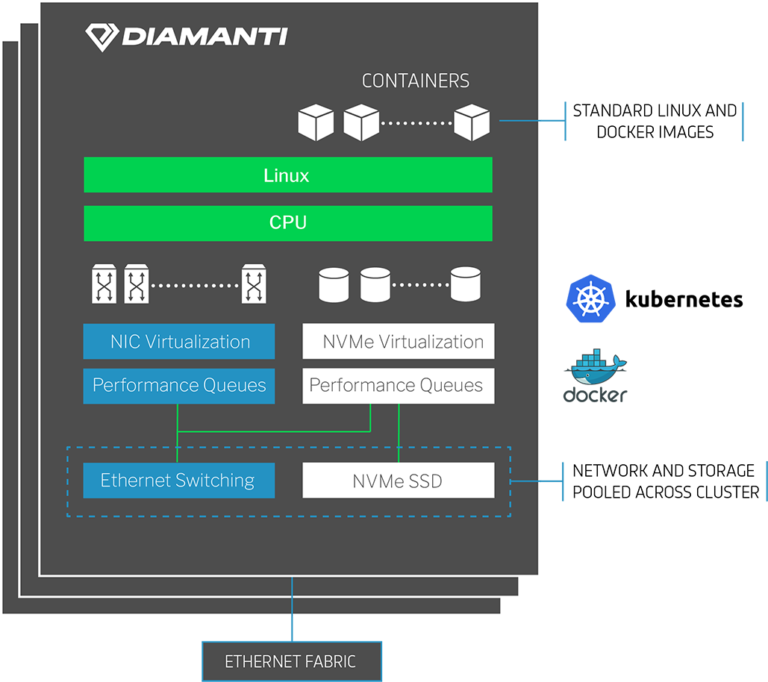 DIAMANTI
CONTAINERS
STANDARD LINUX AND
DOCKER IMAGES
Linux
CPU
kubernetes
NIC Virtualization
NVMe Virtualization
Performance Queues
Performance Queues
docker
Ethernet Switching
NVMe SSD
NETWORK AND STORAGE
POOLED ACROSS CLUSTER
ETHERNET FABRIC